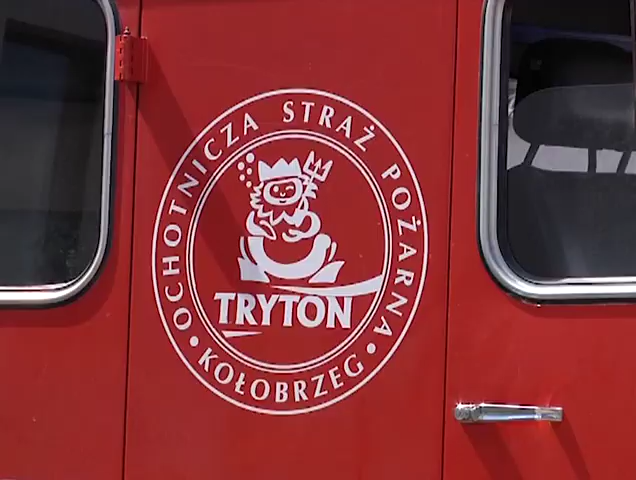 OCHOTNICZA STRAŻ POŻARNA
TRYTON
• KOŁOBRZEG •